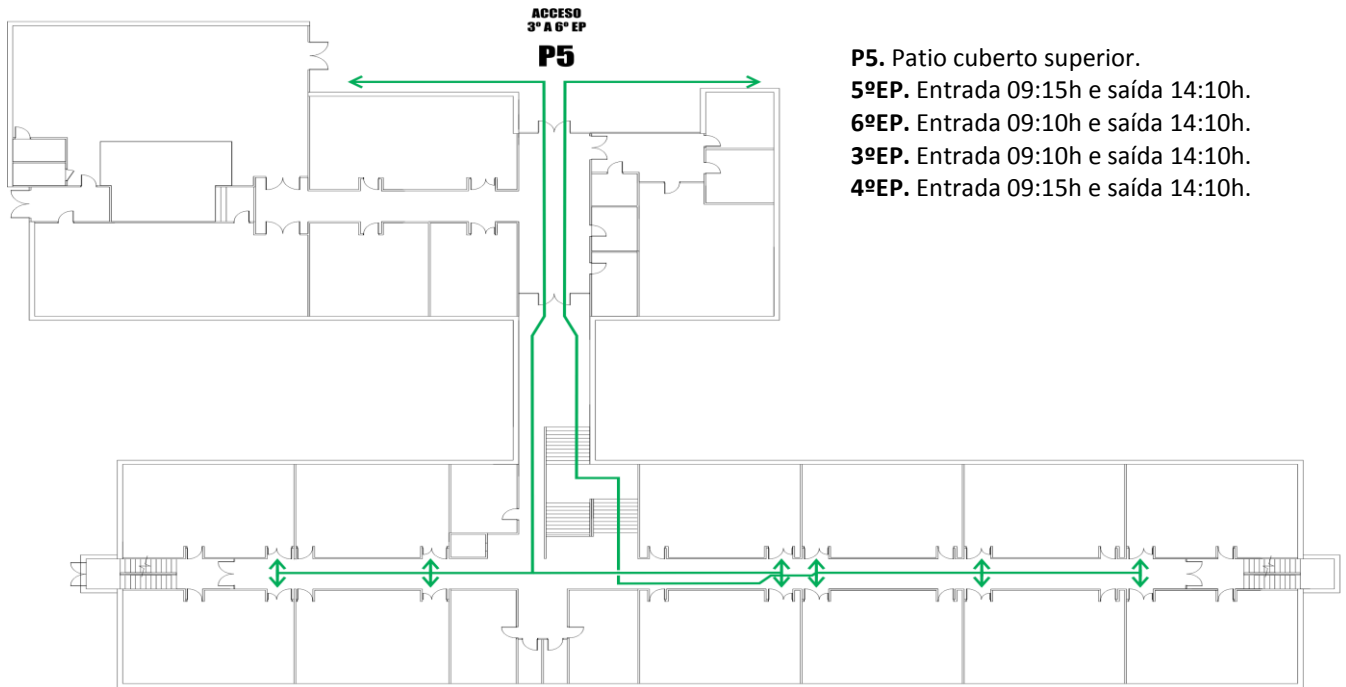 ACCESO
3º A 6º EP
P5
P5. Patio cuberto superior.
5ºEP. Entrada 09:15h e saída 14:10h.
6ºEP. Entrada 09:10h e saída 14:10h.
3ºEP. Entrada 09:10h e saída 14:10h.
4ºEP. Entrada 09:15h e saída 14:10h.